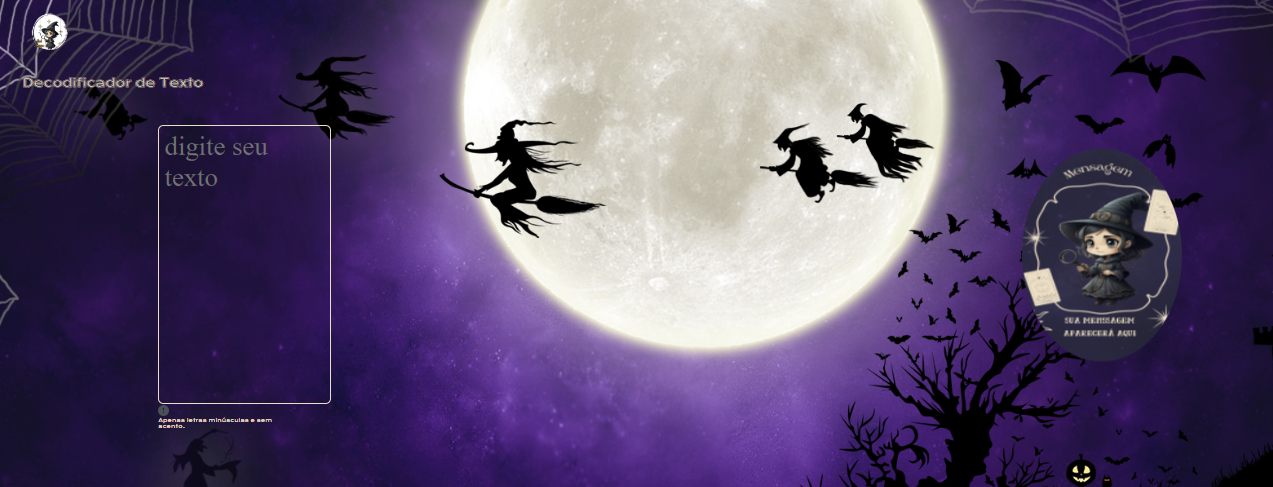 Decodificador de Texto
digite seu
texto
Apenas letras minúsculas e sem
acento.
Mensagem
SUA MENSAGEM
APARECERÁ AQUI